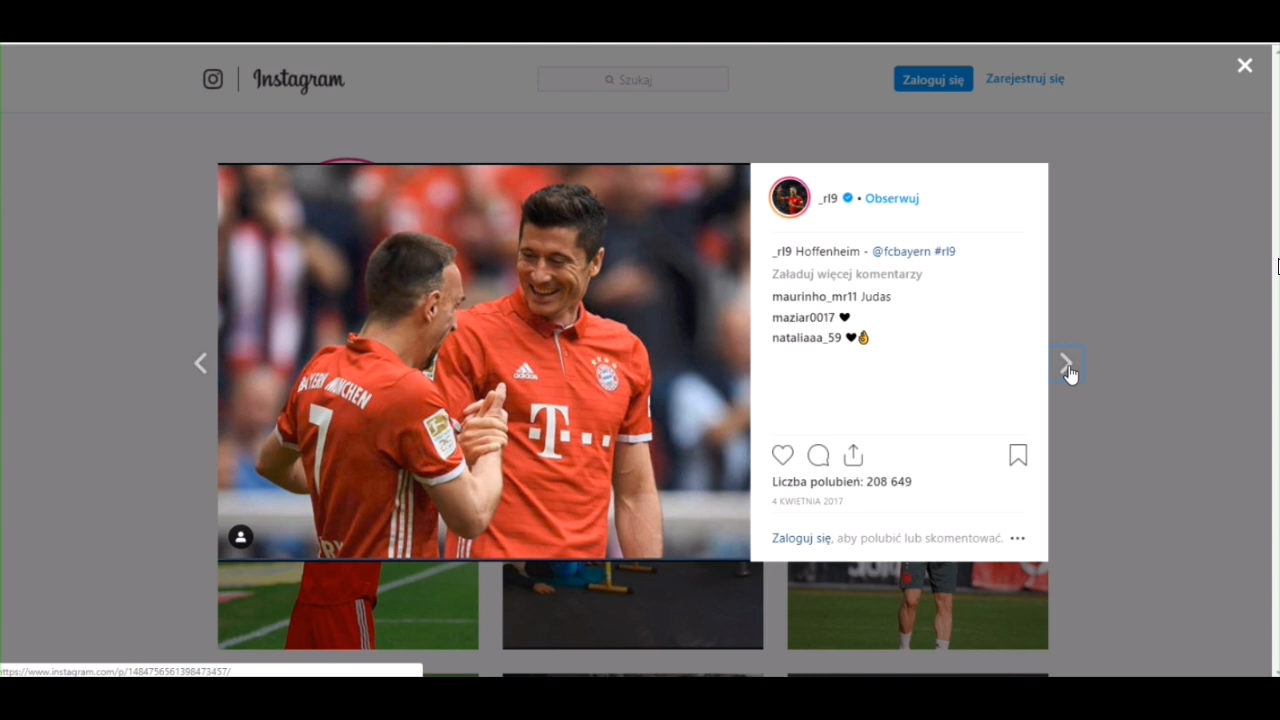 Instagram
Szukaj
Zaloguj się
Zarejestruj się
_rl9 • Obserwuj
_rl9 Hoffenheim - @fcbayern #rl9
Załaduj więcej komentarzy
maurinho_mr11 Judas
maziar0017
nataliaaa_59
Liczba polubień: 208 649
4 KWIETNIA 2017
Zaloguj się, aby polubić lub skomentować.
BAYERN MÜNCHEN
7
adidas
T
https://www.instagram.com/p/1484756561398473457/